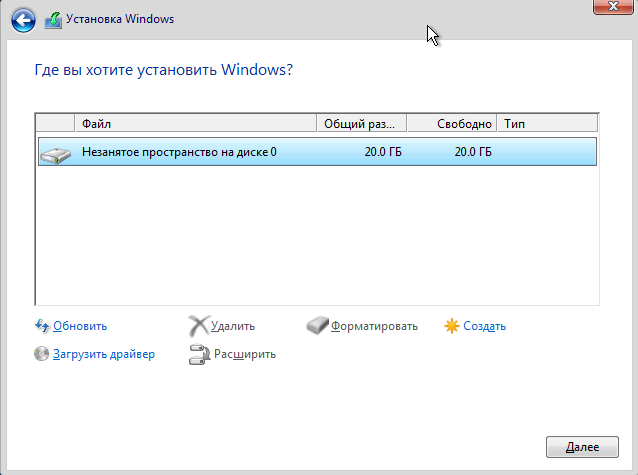 Установка Windows
Где вы хотите установить Windows?
Файл Общий раз... Свободно Тип
Незанятое пространство на диске 0 20.0 ГБ 20.0 ГБ
Обновить Удалить Форматировать Создать
Загрузить драйвер Расширить
Далее